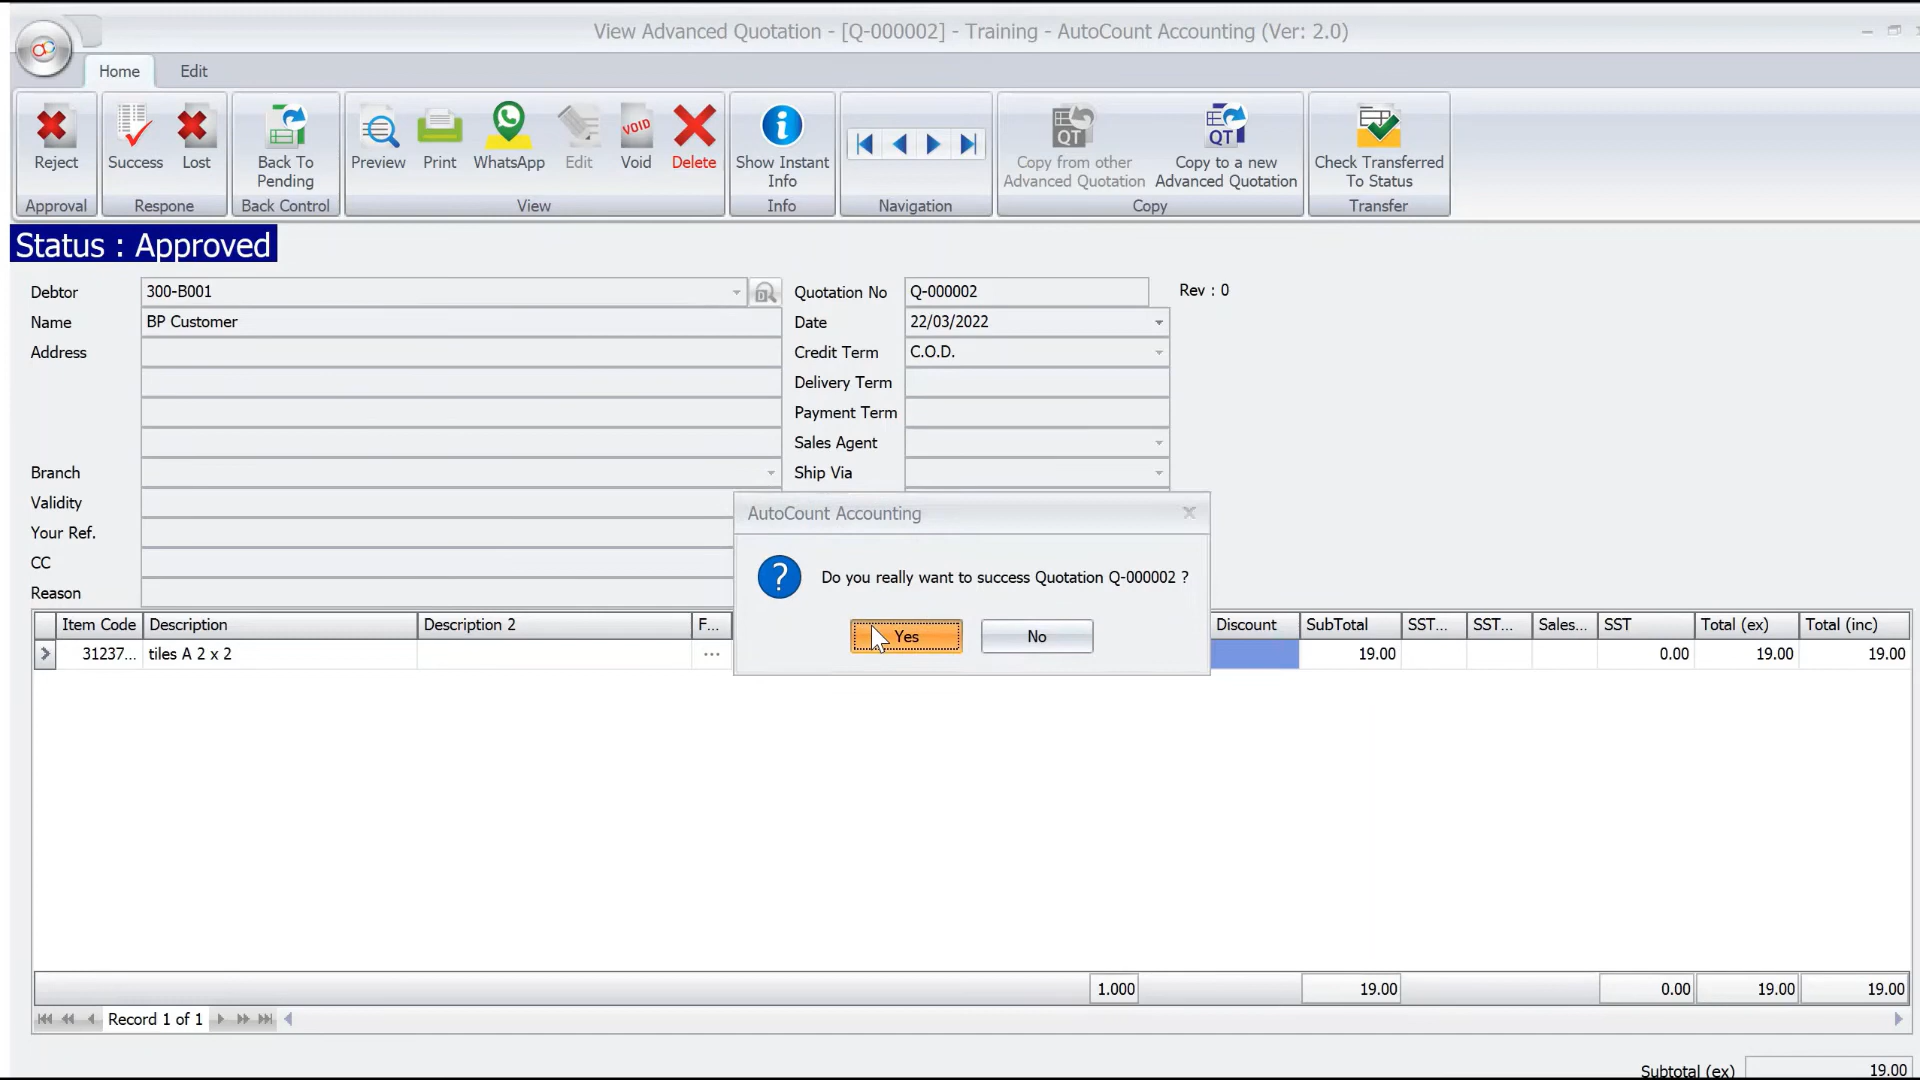 View Advanced Quotation - [Q-000002] - Training - AutoCount Accounting (Ver: 2.0)
Home Edit
Reject Success Lost Back To Pending Preview Print WhatsApp Edit Void Delete Show Instant Info Copy from other Advanced Quotation Copy to a new Advanced Quotation Check Transferred To Status
VOID QT QT
Approval Respone Back Control View Info Navigation Copy Transfer
Status : Approved
Debtor 300-B001 Quotation No Q-000002 Rev : 0
Name BP Customer Date 22/03/2022
Address Credit Term C.O.D.
Delivery Term
Payment Term
Sales Agent
Branch Ship Via
Validity
Your Ref.
CC
Reason
AutoCount Accounting
Do you really want to success Quotation Q-000002 ?
Yes No
Item Code Description Description 2 F... Discount SubTotal SST... SST... Sales... SST Total (ex) Total (inc)
31237... tiles A 2 x 2 ... 19.00 0.00 19.00 19.00
1.000 19.00 0.00 19.00 19.00
Record 1 of 1
Subtotal (ex) 19.00